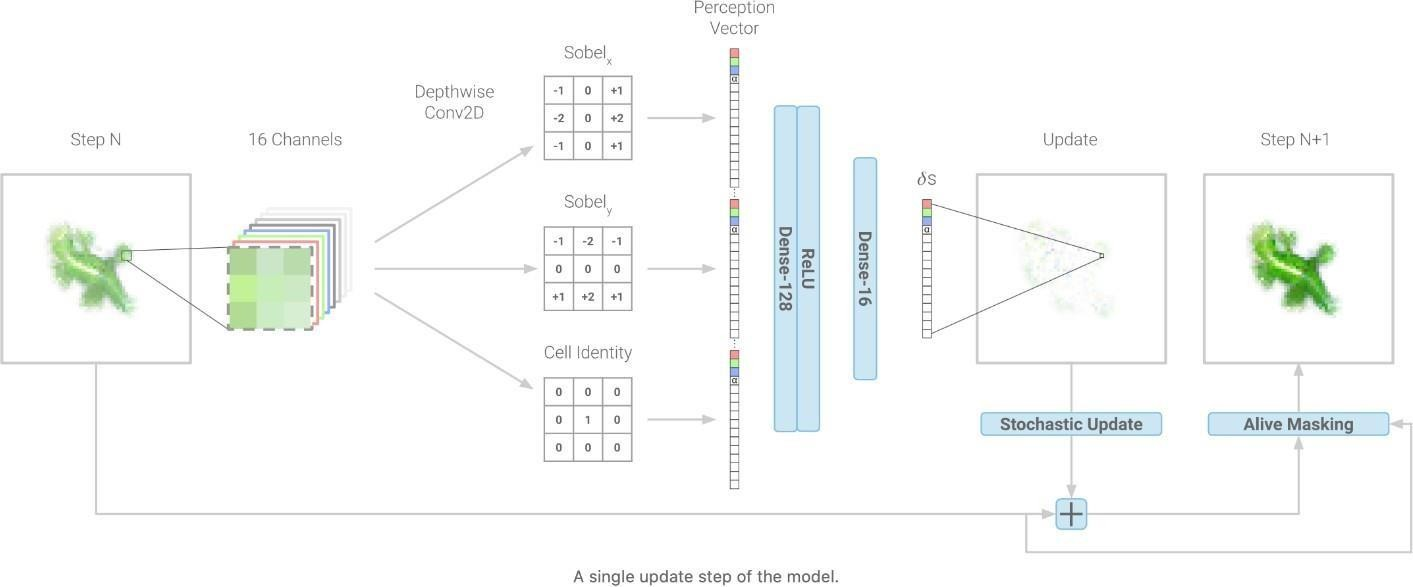 Perception
Vector
Sobelx
Depthwise
Conv2D
-1 0 +1
-2 0 +2
-1 0 +1
α
Step N
16 Channels
Update
Step N+1
δs
Sobely
-1 -2 -1
0 0 0
+1 +2 +1
α
α
Dense-128
ReLU
Dense-16
Cell Identity
0 0 0
0 1 0
0 0 0
α
Stochastic Update
Alive Masking
+
A single update step of the model.